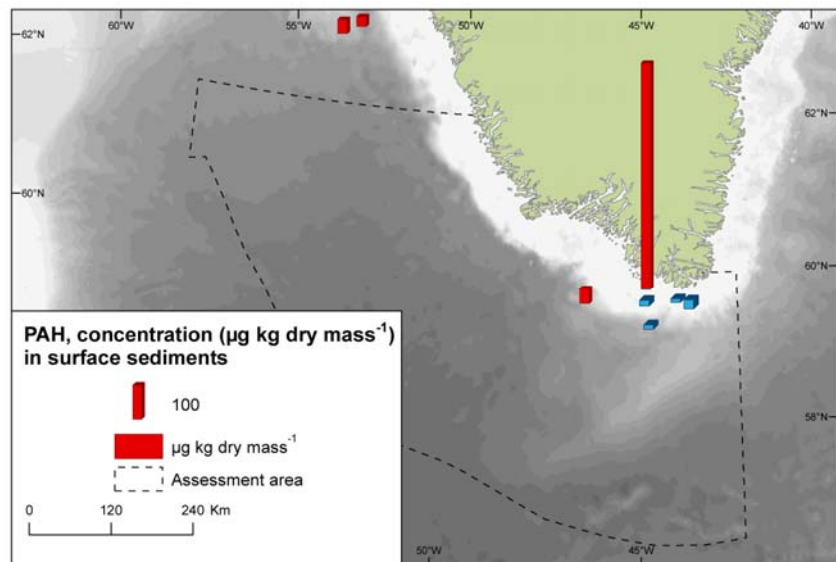 60°W 55°W 50°W 45°W 40°W
62°N
62°N
60°N
60°N
PAH, concentration (µg kg dry mass⁻¹)
in surface sediments
100
µg kg dry mass⁻¹
Assessment area
0 120 240 Km
58°N
50°W 45°W